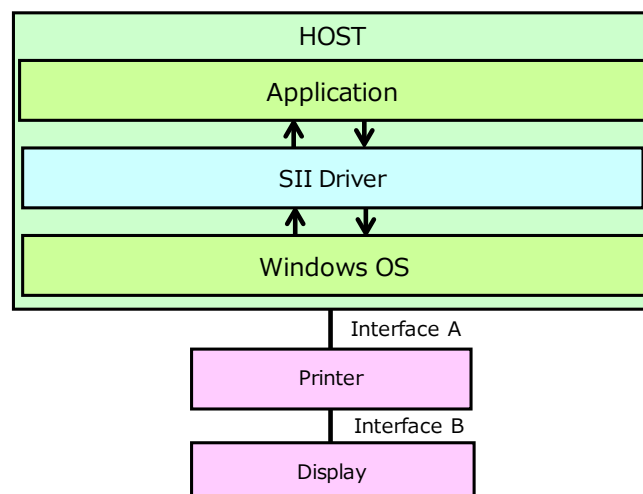 HOST
Application
SII Driver
Windows OS
Interface A
Printer
Interface B
Display